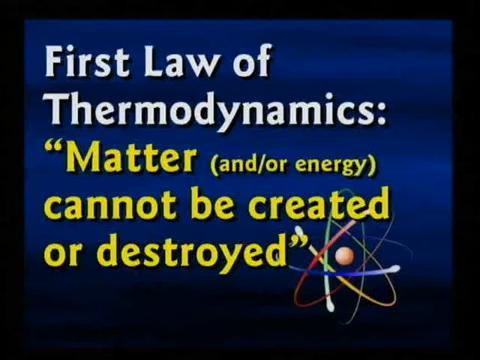 First Law of
Thermodynamics:
“Matter (and/or energy)
cannot be created
or destroyed”